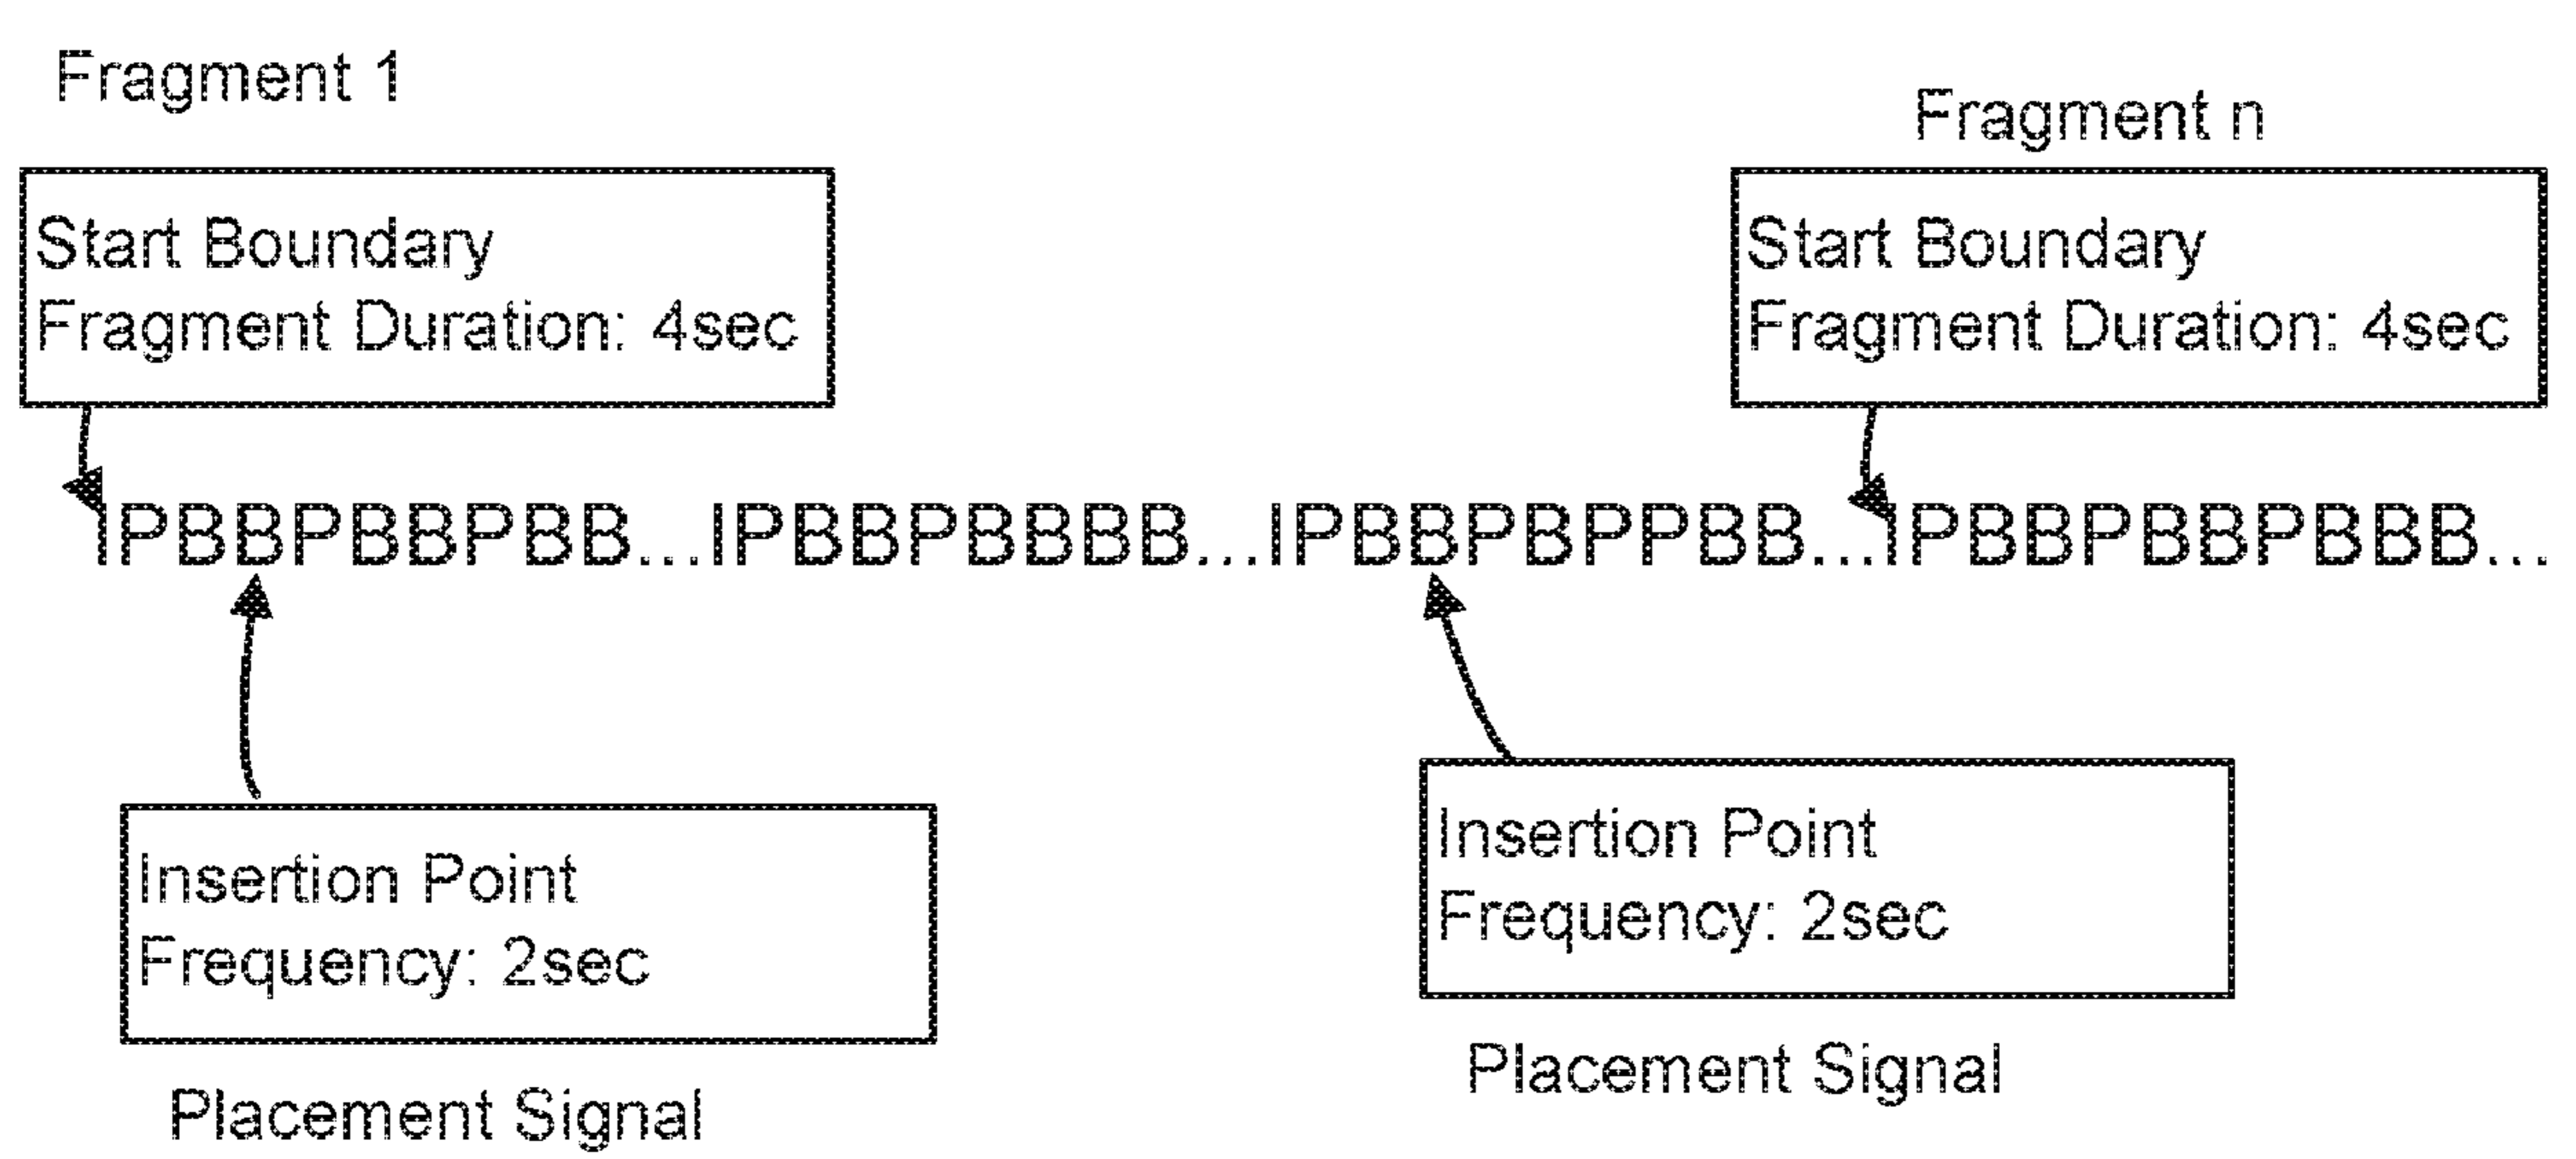 Fragment 1
Fragment n
Start Boundary
Fragment Duration: 4sec
Start Boundary
Fragment Duration: 4sec
IPBBPBBPBB...IPBBPBBBB...IPBBPBPPBB...IPBBPBBPBBB...
Insertion Point
Frequency: 2sec
Placement Signal
Insertion Point
Frequency: 2sec
Placement Signal